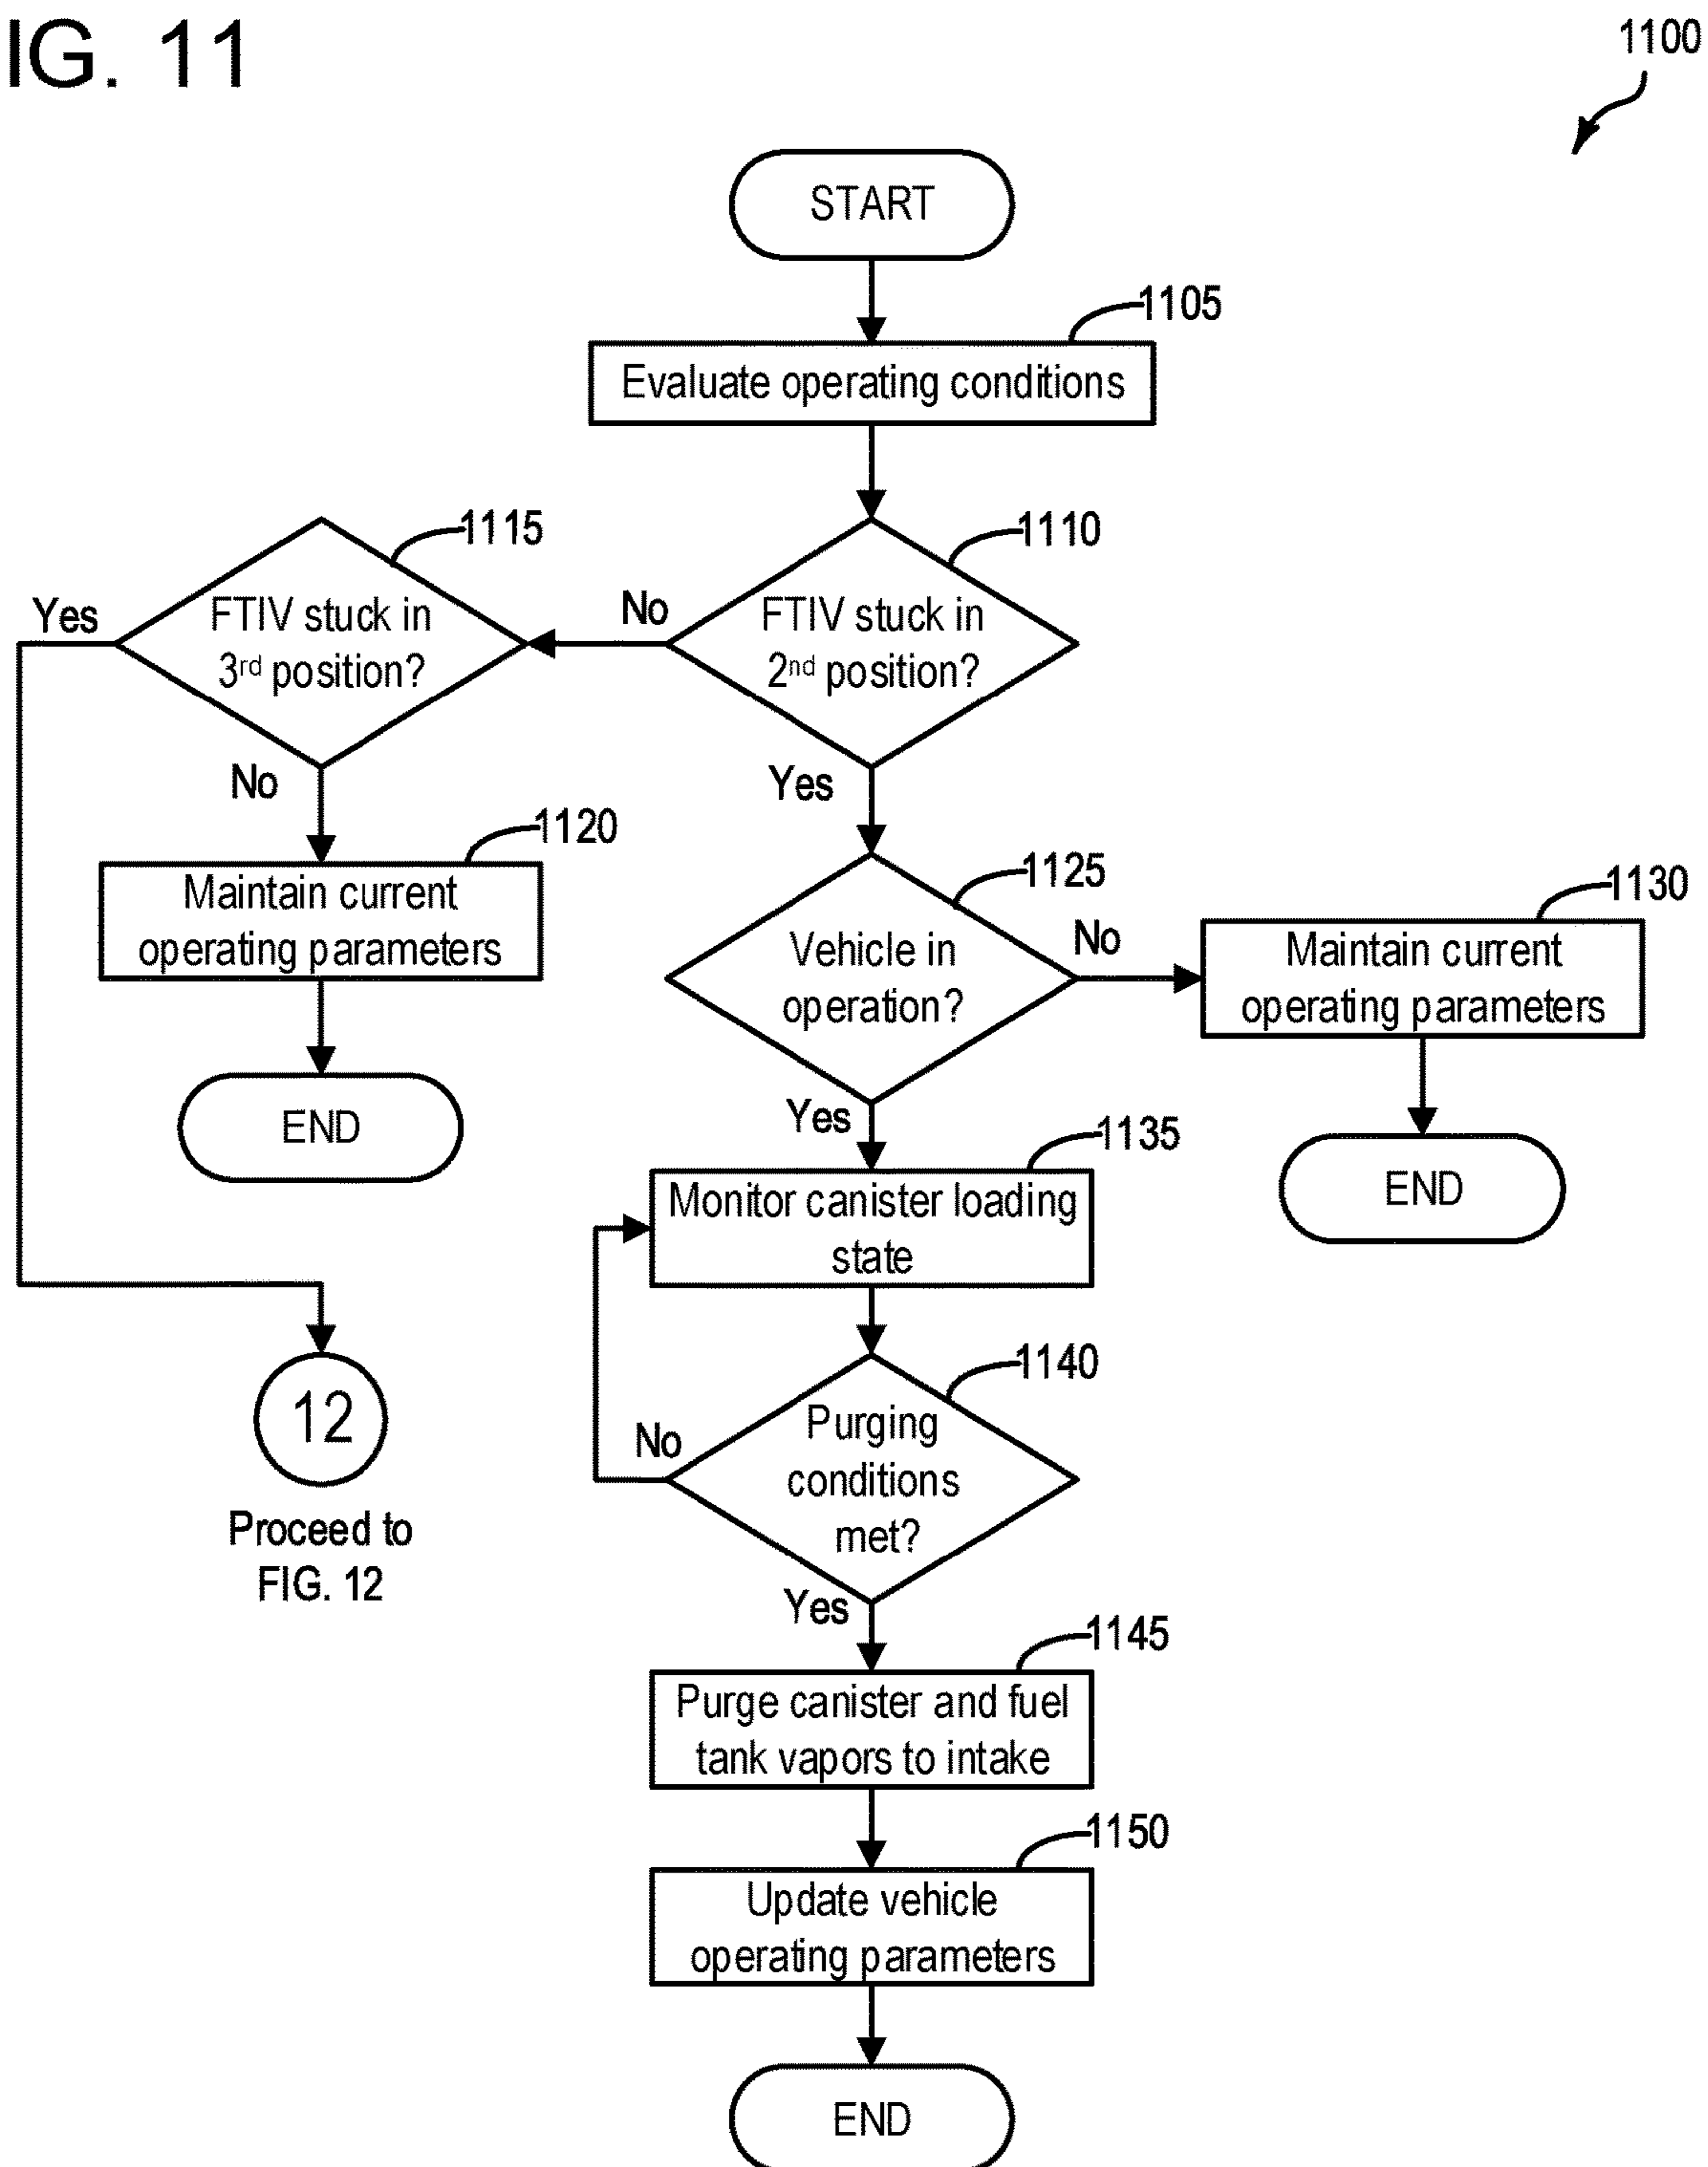 IG. 11
1100
START
1105
Evaluate operating conditions
1115
1110
Yes
FTIV stuck in
3rd position?
No
FTIV stuck in
2nd position?
No
Yes
1120
Maintain current
operating parameters
END
1125
Vehicle in
operation?
No
1130
Maintain current
operating parameters
END
Yes
1135
Monitor canister loading
state
1140
Purging
conditions
met?
No
12
Proceed to
FIG. 12
Yes
1145
Purge canister and fuel
tank vapors to intake
1150
Update vehicle
operating parameters
END